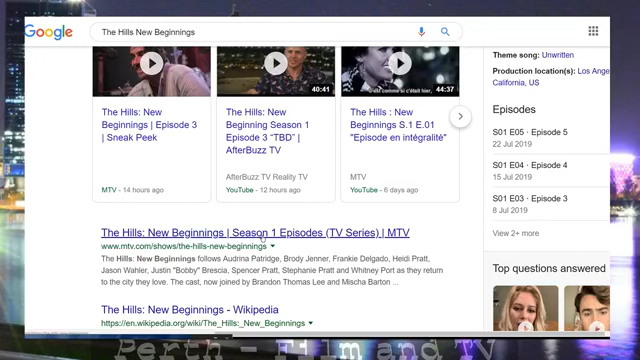 Google
The Hills New Beginnings
40:41
C'est comme si c'était hier,
44:37
The Hills: New
Beginnings | Episode 3
| Sneak Peek
MTV - 14 hours ago
The Hills: New
Beginning Season 1
Episode 3 “TBD” |
AfterBuzz TV
AfterBuzz TV Reality TV
YouTube - 12 hours ago
The Hills : New
Beginnings S.1 E.01
"Episode en intégralité"
MTV
YouTube - 6 days ago
The Hills: New Beginnings | Season 1 Episodes (TV Series) | MTV
www.mtv.com/shows/the-hills-new-beginnings
The Hills: New Beginnings follows Audrina Patridge, Brody Jenner, Frankie Delgado, Heidi Pratt,
Jason Wahler, Justin "Bobby" Brescia, Spencer Pratt, Stephanie Pratt and Whitney Port as they return
to the city they love. The cast, now joined by Brandon Thomas Lee and Mischa Barton ...
The Hills: New Beginnings - Wikipedia
https://en.wikipedia.org/wiki/The_Hills:_New_Beginnings
Theme song: Unwritten
Production location(s): Los Ange
California, US
Episodes
S01 E05 · Episode 5
22 Jul 2019
S01 E04 · Episode 4
15 Jul 2019
S01 E03 · Episode 3
8 Jul 2019
View 2+ more
Top questions answered
Perth - Film and TV